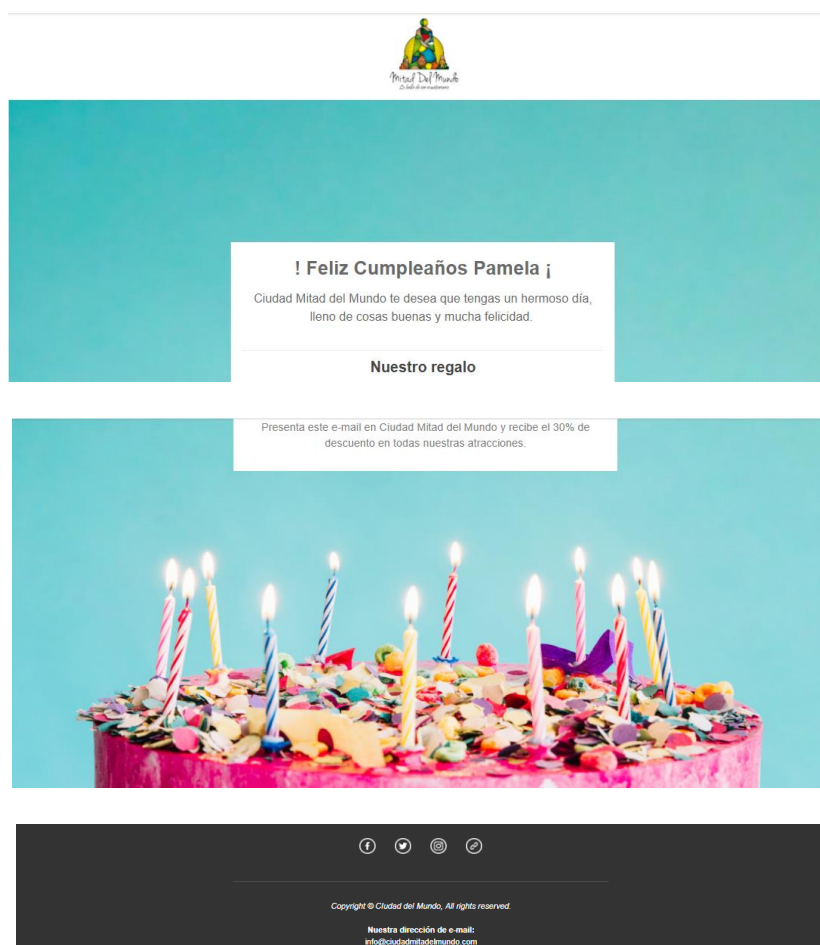 Mitad Del Mundo
! Feliz Cumpleaños Pamela ¡
Ciudad Mitad del Mundo te desea que tengas un hermoso día,
lleno de cosas buenas y mucha felicidad.
Nuestro regalo
Presenta este e-mail en Ciudad Mitad del Mundo y recibe el 30% de
descuento en todas nuestras atracciones.
Copyright © Ciudad del Mundo, All rights reserved.
Nuestra dirección de e-mail:
info@ciudadmitadelmundo.com